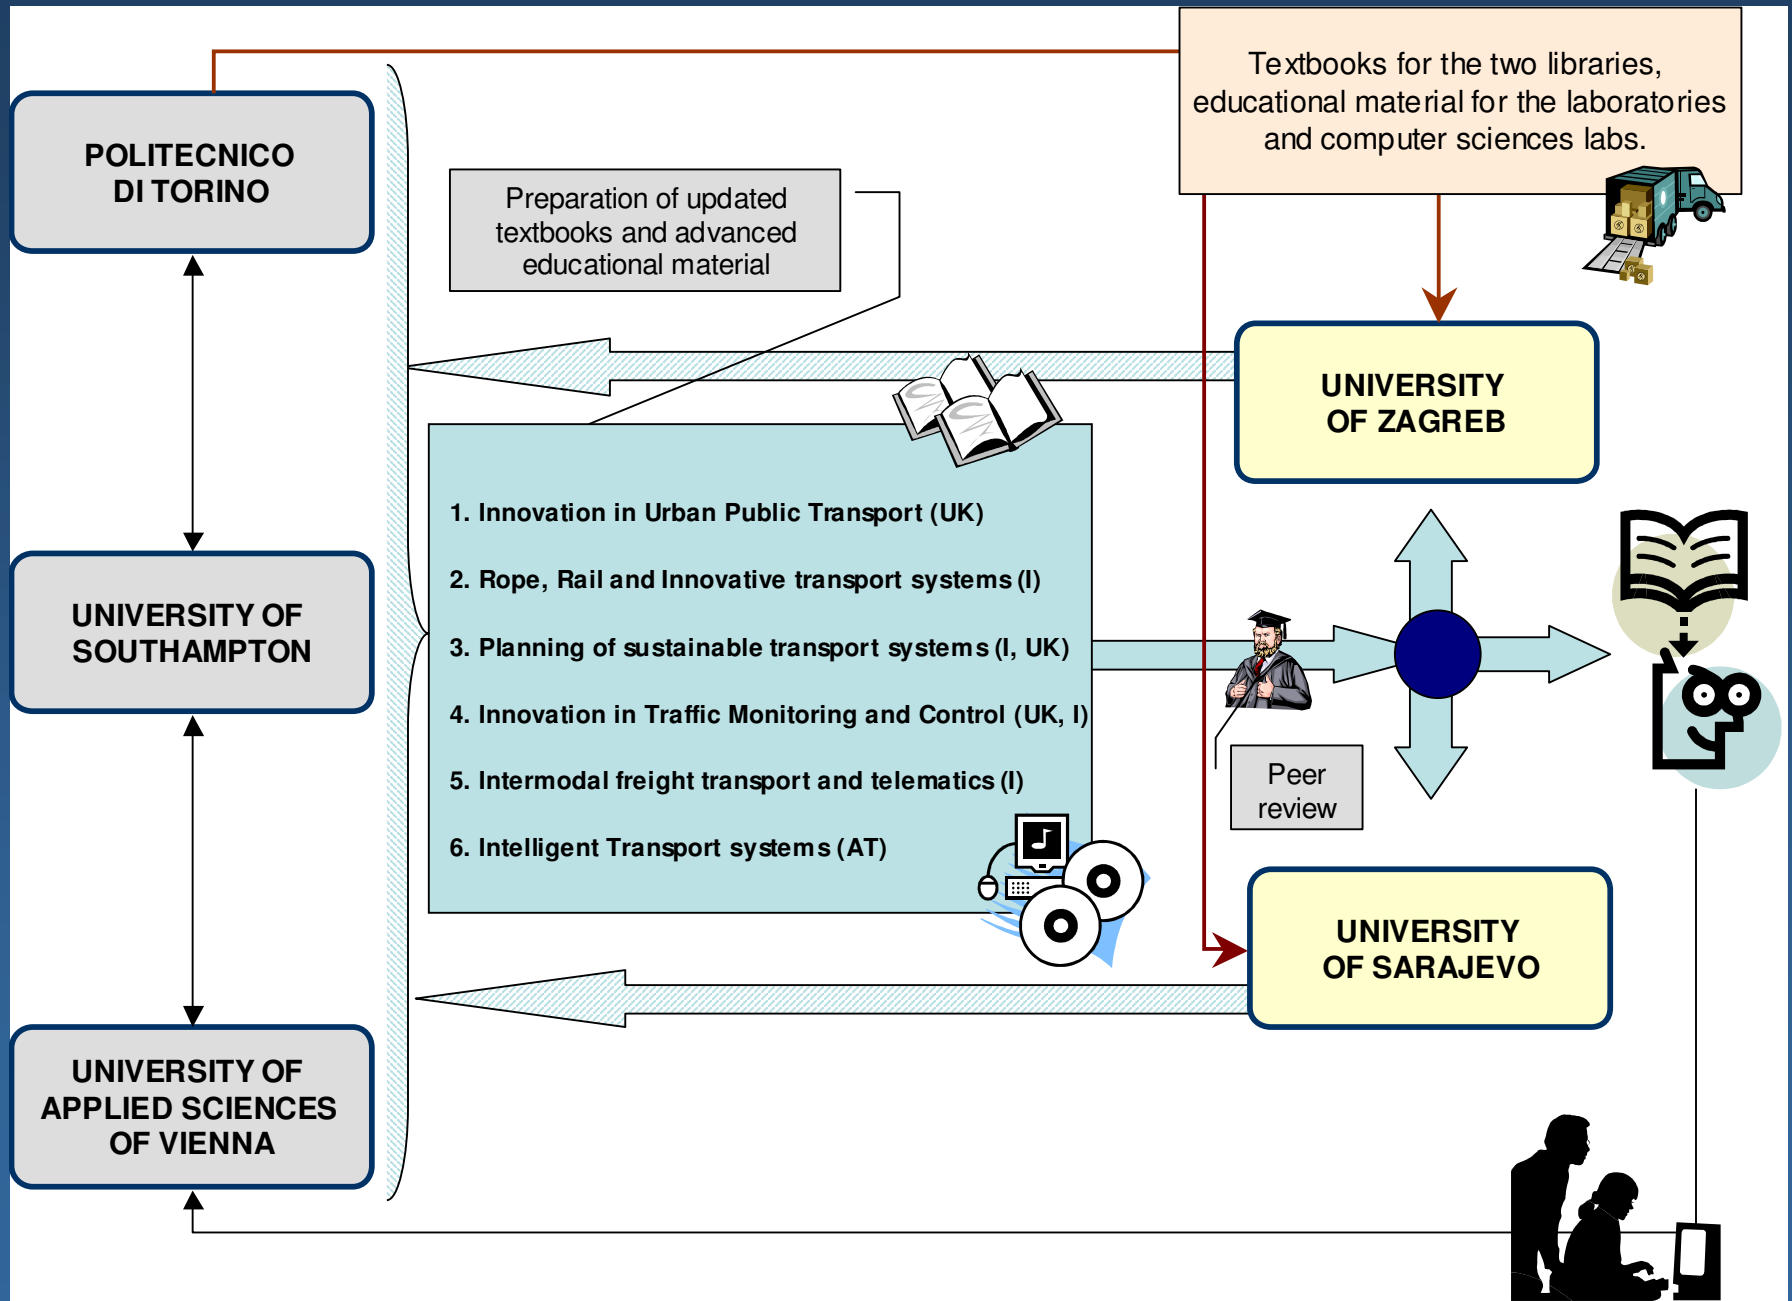 Textbooks for the two libraries,
educational material for the laboratories
and computer sciences labs.
POLITECNICO
DI TORINO
Preparation of updated
textbooks and advanced
educational material
UNIVERSITY
OF ZAGREB
1. Innovation in Urban Public Transport (UK)
2. Rope, Rail and Innovative transport systems (I)
3. Planning of sustainable transport systems (I, UK)
4. Innovation in Traffic Monitoring and Control (UK, I)
5. Intermodal freight transport and telematics (I)
6. Intelligent Transport systems (AT)
UNIVERSITY OF
SOUTHAMPTON
Peer
review
UNIVERSITY
OF SARAJEVO
UNIVERSITY OF
APPLIED SCIENCES
OF VIENNA